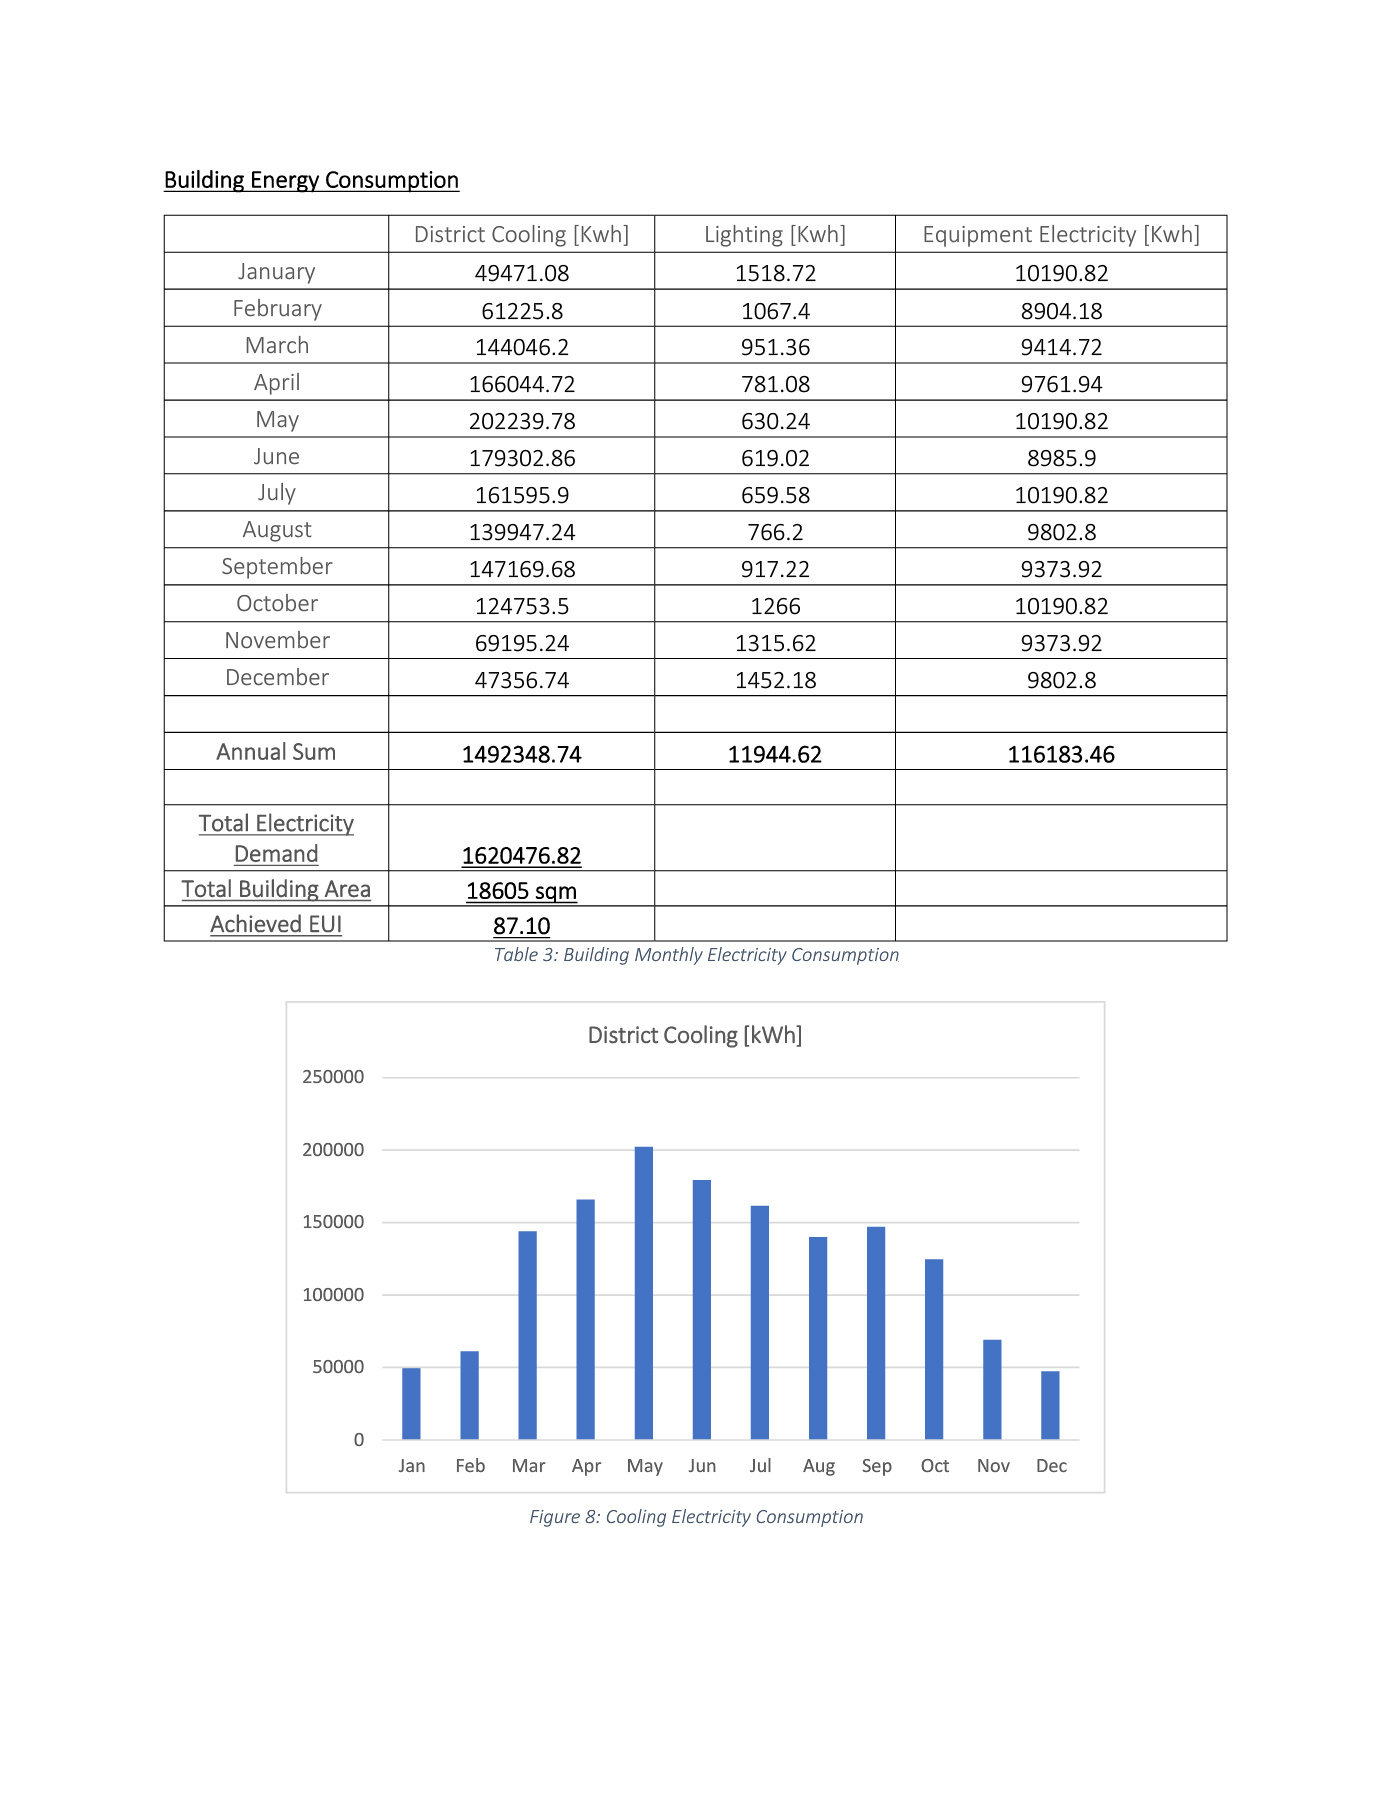 Building Energy Consumption
District Cooling [Kwh] Lighting [Kwh] Equipment Electricity [Kwh]
January 49471.08 1518.72 10190.82
February 61225.8 1067.4 8904.18
March 144046.2 951.36 9414.72
April 166044.72 781.08 9761.94
May 202239.78 630.24 10190.82
June 179302.86 619.02 8985.9
July 161595.9 659.58 10190.82
August 139947.24 766.2 9802.8
September 147169.68 917.22 9373.92
October 124753.5 1266 10190.82
November 69195.24 1315.62 9373.92
December 47356.74 1452.18 9802.8
Annual Sum 1492348.74 11944.62 116183.46
Total Electricity
Demand 1620476.82
Total Building Area 18605 sqm
Achieved EUI 87.10
Table 3: Building Monthly Electricity Consumption
District Cooling [kWh]
250000
200000
150000
100000
50000
0
Jan Feb Mar Apr May Jun Jul Aug Sep Oct Nov Dec
Figure 8: Cooling Electricity Consumption